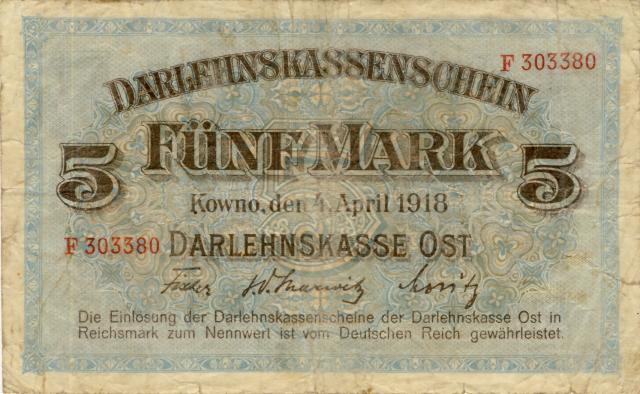 DARLEHNSKASSENSCHEIN
F 303380
5 FÜNF MARK 5
Kowno, den 4. April 1918
F 303380 DARLEHNSKASSE OST
Die Einlösung der Darlehnskassenscheine der Darlehnskasse Ost in
Reichsmark zum Nennwert ist vom Deutschen Reich gewährleistet.